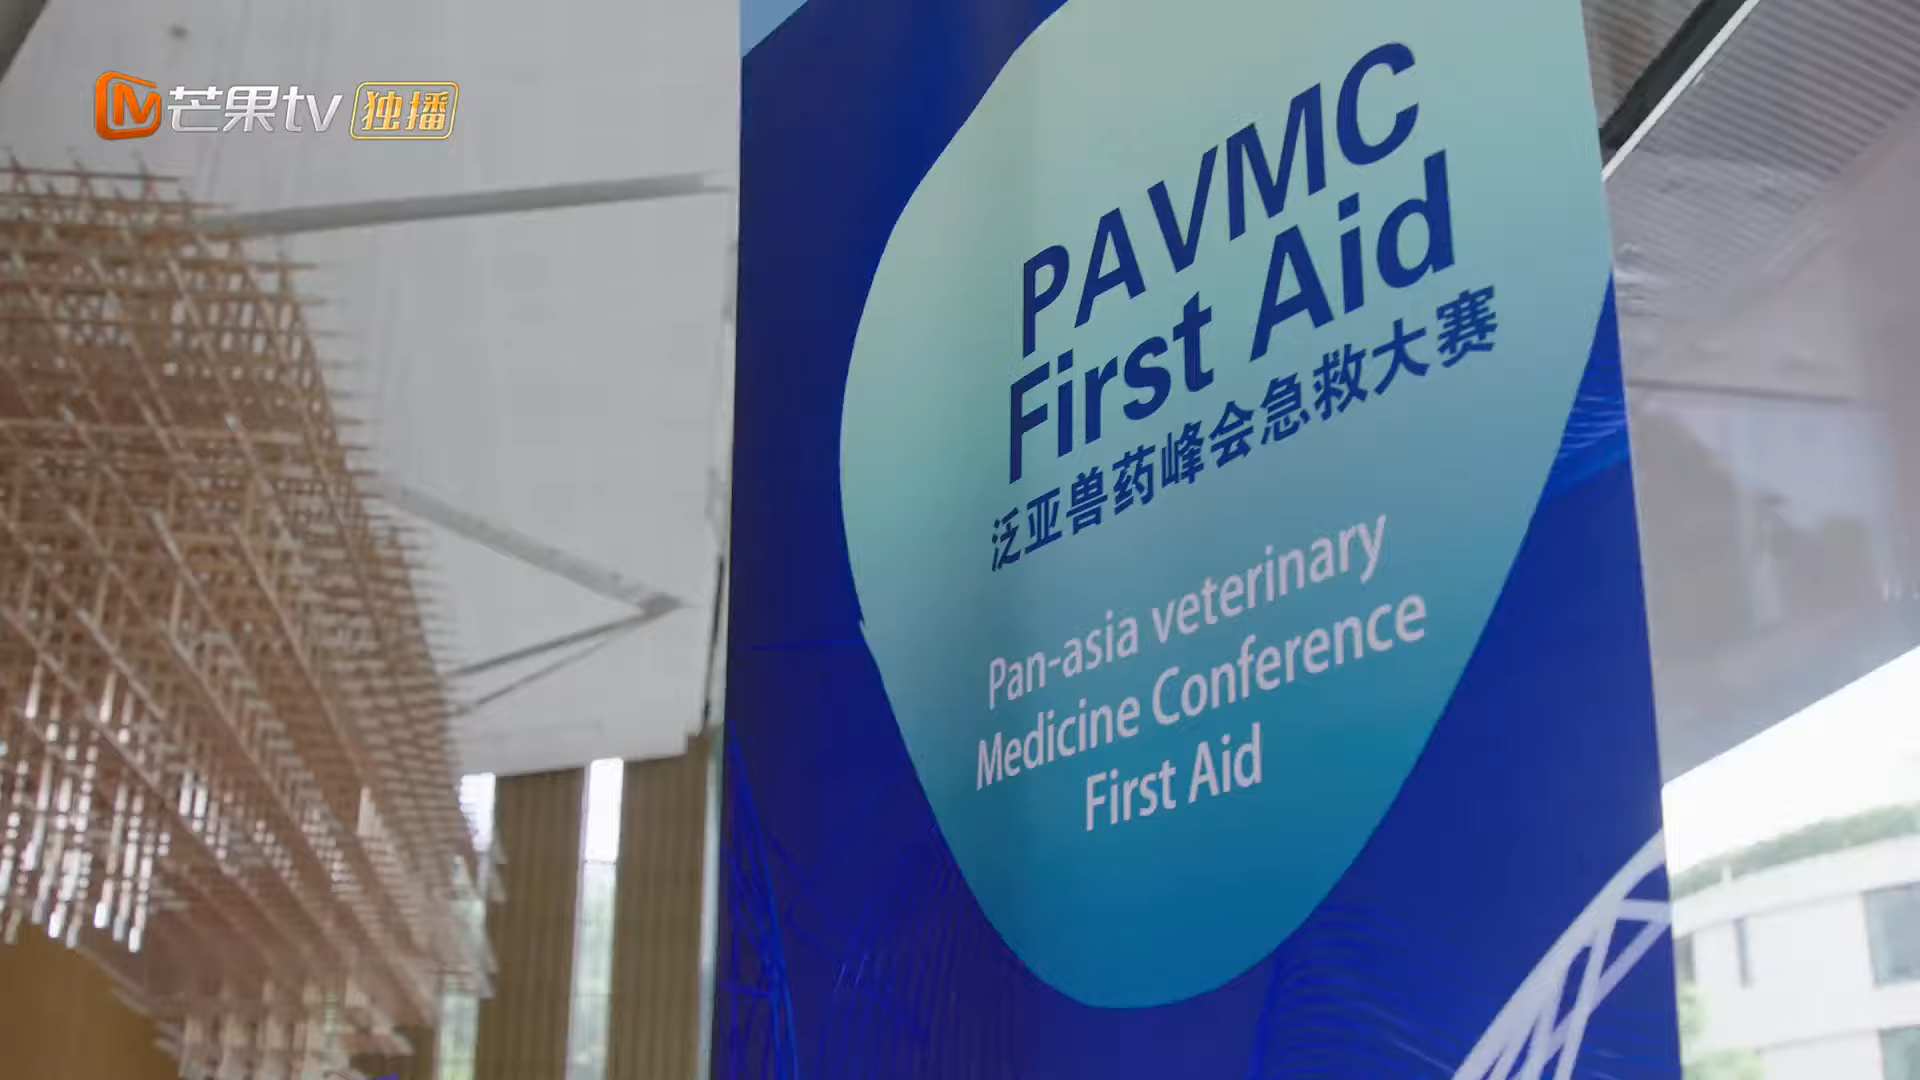 芒果tv 独播
PAVMC
First Aid
泛亚兽药峰会急救大赛
Pan-asia veterinary
Medicine Conference
First Aid